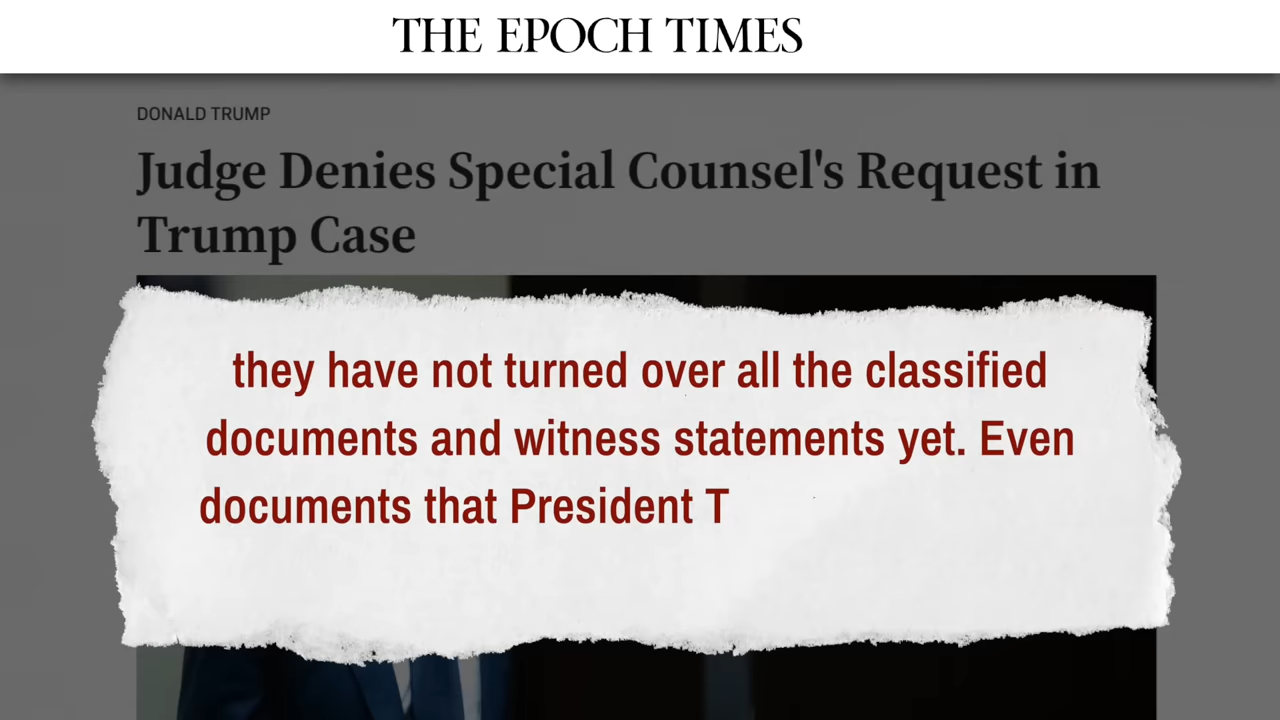 THE EPOCH TIMES
DONALD TRUMP
Judge Denies Special Counsel's Request in
Trump Case
they have not turned over all the classified
documents and witness statements yet. Even
documents that President T